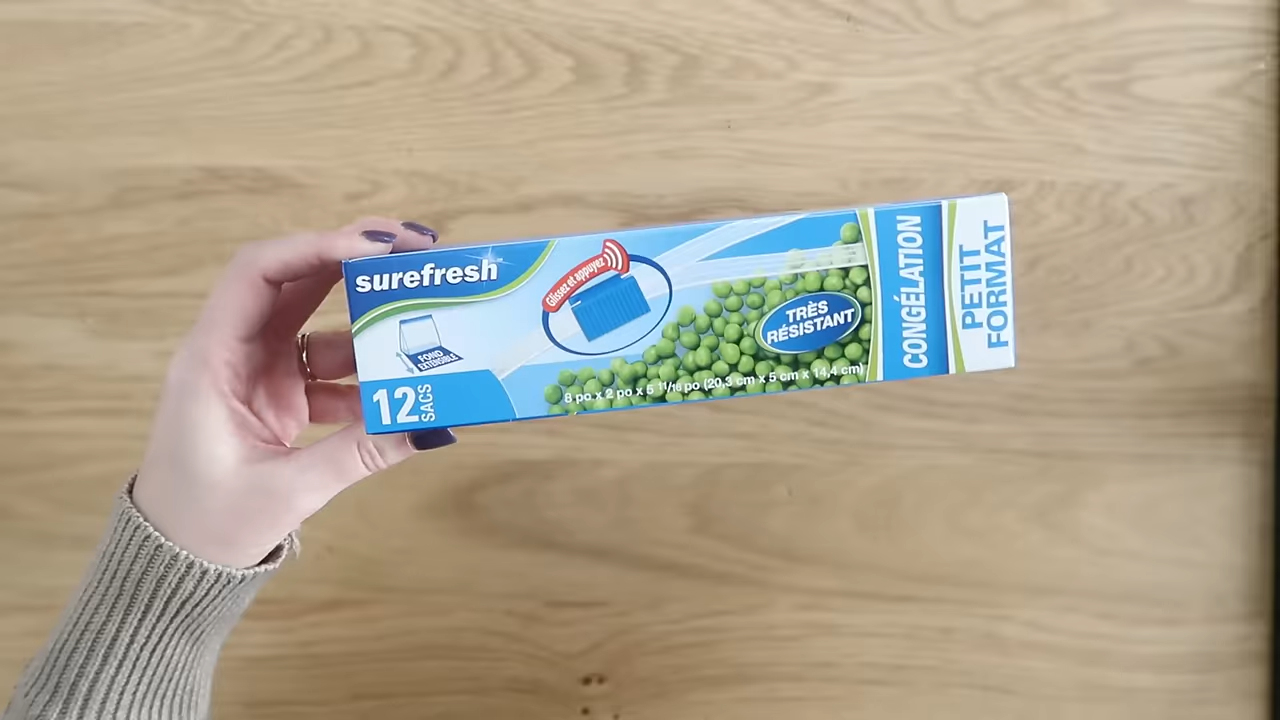 surefresh
Glissez et appuyez
FOND
EXTENSIBLE
12 SACS
TRÈS
RÉSISTANT
8 po x 2 po x 5 11/16 po (20,3 cm x 5 cm x 14,4 cm)
CONGÉLATION
PETIT
FORMAT